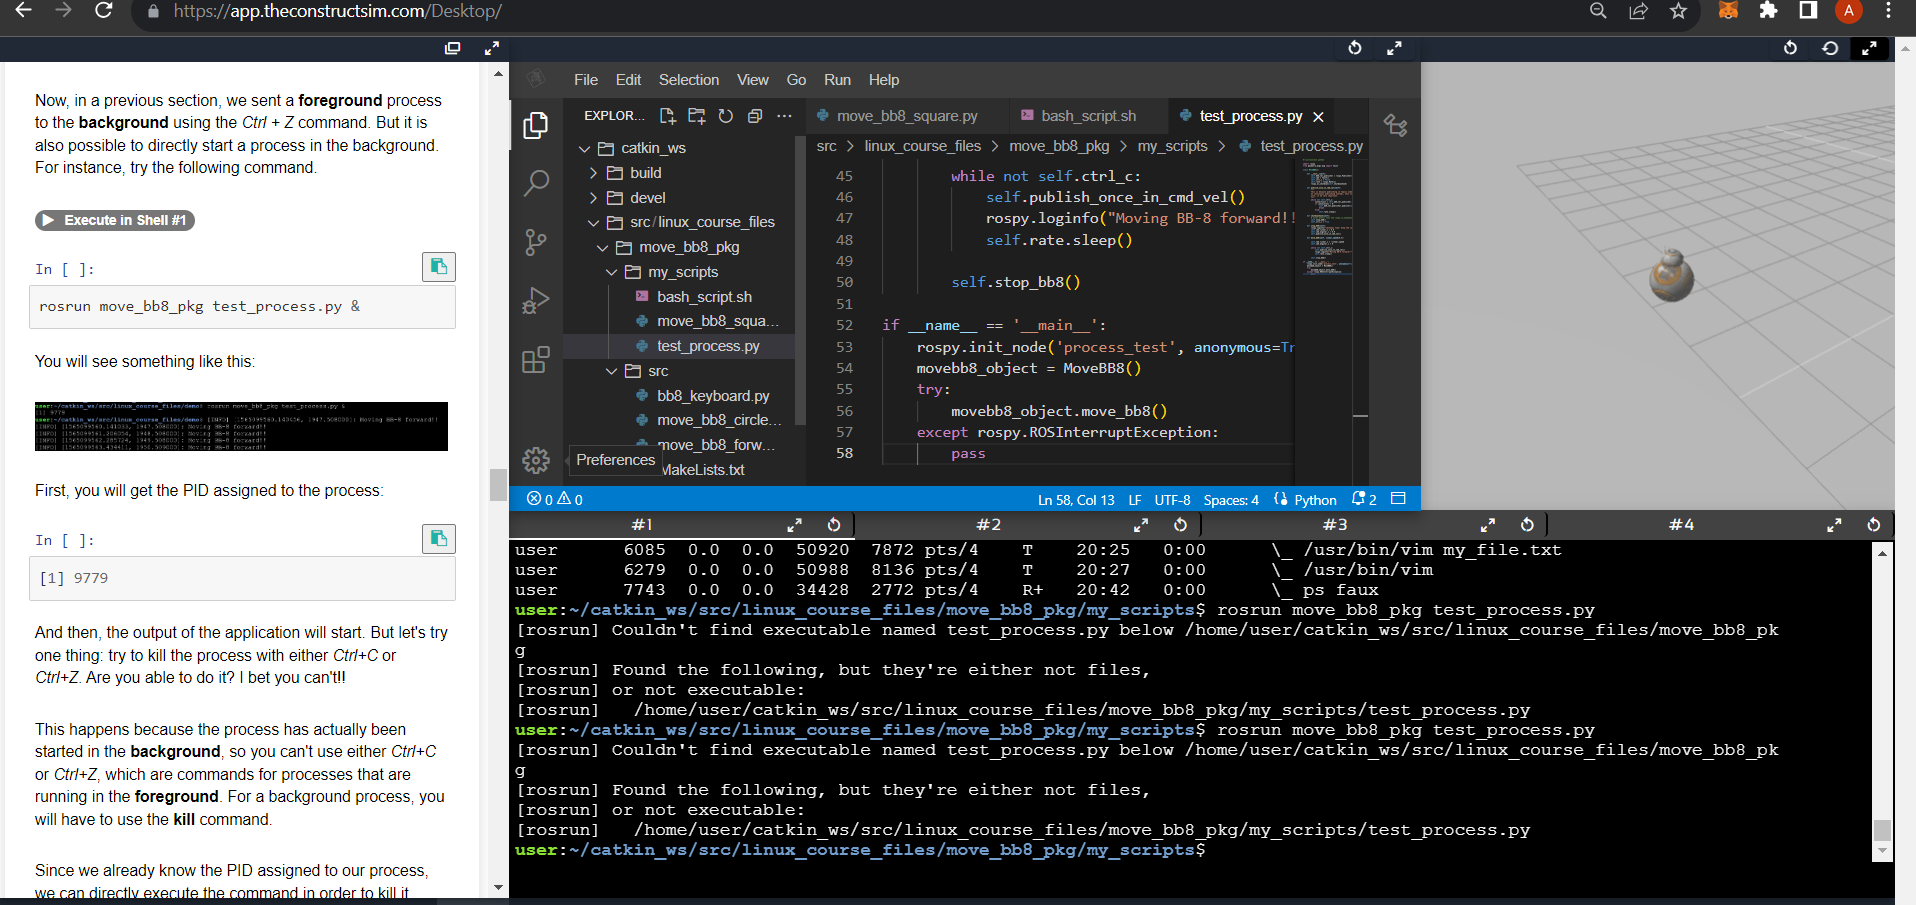 https://app.theconstructsim.com/Desktop/
A
Now, in a previous section, we sent a foreground process
to the background using the Ctrl + Z command. But it is
also possible to directly start a process in the background.
For instance, try the following command.
Execute in Shell #1
In [ ]:
rosrun move_bb8_pkg test_process.py &
You will see something like this:
First, you will get the PID assigned to the process:
In [ ]:
[1] 9779
And then, the output of the application will start. But let's try
one thing: try to kill the process with either Ctrl+C or
Ctrl+Z. Are you able to do it? I bet you can't!!
This happens because the process has actually been
started in the background, so you can't use either Ctrl+C
or Ctrl+Z, which are commands for processes that are
running in the foreground. For a background process, you
will have to use the kill command.
Since we already know the PID assigned to our process,
we can directly execute the command in order to kill it
File Edit Selection View Go Run Help
EXPLOR...
catkin_ws
build
devel
src/linux_course_files
move_bb8_pkg
my_scripts
bash_script.sh
move_bb8_squa...
test_process.py
src
bb8_keyboard.py
move_bb8_circle...
move_bb8_forw...
MakeLists.txt
Preferences
move_bb8_square.py bash_script.sh test_process.py
src > linux_course_files > move_bb8_pkg > my_scripts > test_process.py
45 while not self.ctrl_c:
46 self.publish_once_in_cmd_vel()
47 rospy.loginfo("Moving BB-8 forward!!
48 self.rate.sleep()
49
50 self.stop_bb8()
51
52 if __name__ == '__main__':
53 rospy.init_node('process_test', anonymous=Tr
54 movebb8_object = MoveBB8()
55 try:
56 movebb8_object.move_bb8()
57 except rospy.ROSInterruptException:
58 pass
0 0 Ln 58, Col 13 LF UTF-8 Spaces: 4 Python 2
#1 #2 #3 #4
user 6085 0.0 0.0 50920 7872 pts/4 T 20:25 0:00 \_ /usr/bin/vim my_file.txt
user 6279 0.0 0.0 50988 8136 pts/4 T 20:27 0:00 \_ /usr/bin/vim
user 7743 0.0 0.0 34428 2772 pts/4 R+ 20:42 0:00 \_ ps faux
user:~/catkin_ws/src/linux_course_files/move_bb8_pkg/my_scripts$ rosrun move_bb8_pkg test_process.py
[rosrun] Couldn't find executable named test_process.py below /home/user/catkin_ws/src/linux_course_files/move_bb8_pk
g
[rosrun] Found the following, but they're either not files,
[rosrun] or not executable:
[rosrun] /home/user/catkin_ws/src/linux_course_files/move_bb8_pkg/my_scripts/test_process.py
user:~/catkin_ws/src/linux_course_files/move_bb8_pkg/my_scripts$ rosrun move_bb8_pkg test_process.py
[rosrun] Couldn't find executable named test_process.py below /home/user/catkin_ws/src/linux_course_files/move_bb8_pk
g
[rosrun] Found the following, but they're either not files,
[rosrun] or not executable:
[rosrun] /home/user/catkin_ws/src/linux_course_files/move_bb8_pkg/my_scripts/test_process.py
user:~/catkin_ws/src/linux_course_files/move_bb8_pkg/my_scripts$